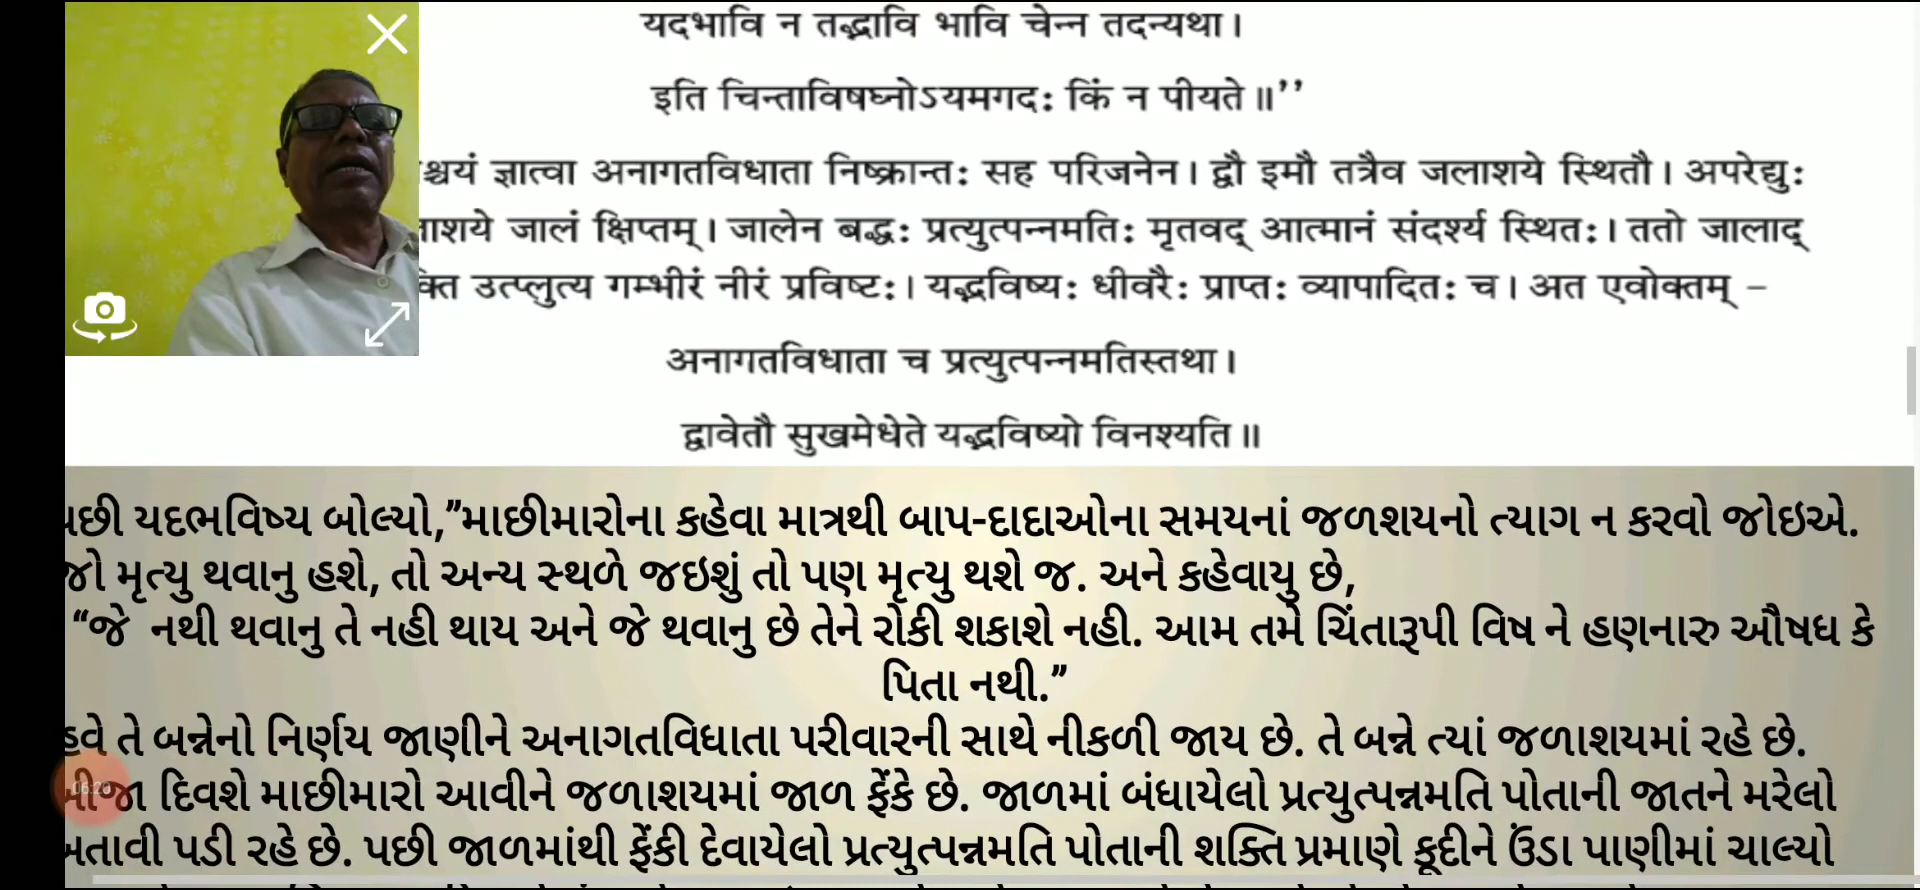 यदभावि न तद्भावि भावि चेन्न तदन्यथा।
इति चिन्ताविषघ्नोऽयमगदः किं न पीयते॥’’
श्चयं ज्ञात्वा अनागतविधाता निष्क्रान्तः सह परिजनेन। द्वौ इमौ तत्रैव जलाशये स्थितौ। अपरेद्युः
ाशये जालं क्षिप्तम्। जालेन बद्धः प्रत्युत्पन्नमतिः मृतवद् आत्मानं संदर्श्य स्थितः। ततो जालाद्
क्ति उत्प्लुत्य गम्भीरं नीरं प्रविष्टः। यद्भविष्यः धीवरैः प्राप्तः व्यापादितः च। अत एवोक्तम् –
अनागतविधाता च प्रत्युत्पन्नमतिस्तथा।
द्वावेतौ सुखमेधेते यद्भविष्यो विनश्यति॥
પછી યદભવિષ્ય બોલ્યો,”માછીમારોના કહેવા માત્રથી બાપ-દાદાઓના સમયનાં જળશયનો ત્યાગ ન કરવો જોઇએ.
જો મૃત્યુ થવાનુ હશે, તો અન્ય સ્થળે જઇશું તો પણ મૃત્યુ થશે જ. અને કહેવાયુ છે,
“જે નથી થવાનુ તે નહી થાય અને જે થવાનુ છે તેને રોકી શકાશે નહી. આમ તમે ચિંતારૂપી વિષ ને હણનારુ ઔષધ કે
પિતા નથી.”
હવે તે બન્નેનો નિર્ણય જાણીને અનાગતવિધાતા પરીવારની સાથે નીકળી જાય છે. તે બન્ને ત્યાં જળાશયમાં રહે છે.
06:20
બીજા દિવશે માછીમારો આવીને જળાશયમાં જાળ ફેંકે છે. જાળમાં બંધાયેલો પ્રત્યુત્પન્નમતિ પોતાની જાતને મરેલો
બતાવી પડી રહે છે. પછી જાળમાંથી ફેંકી દેવાયેલો પ્રત્યુત્પન્નમતિ પોતાની શક્તિ પ્રમાણે કૂદીને ઉંડા પાણીમાં ચાલ્યો